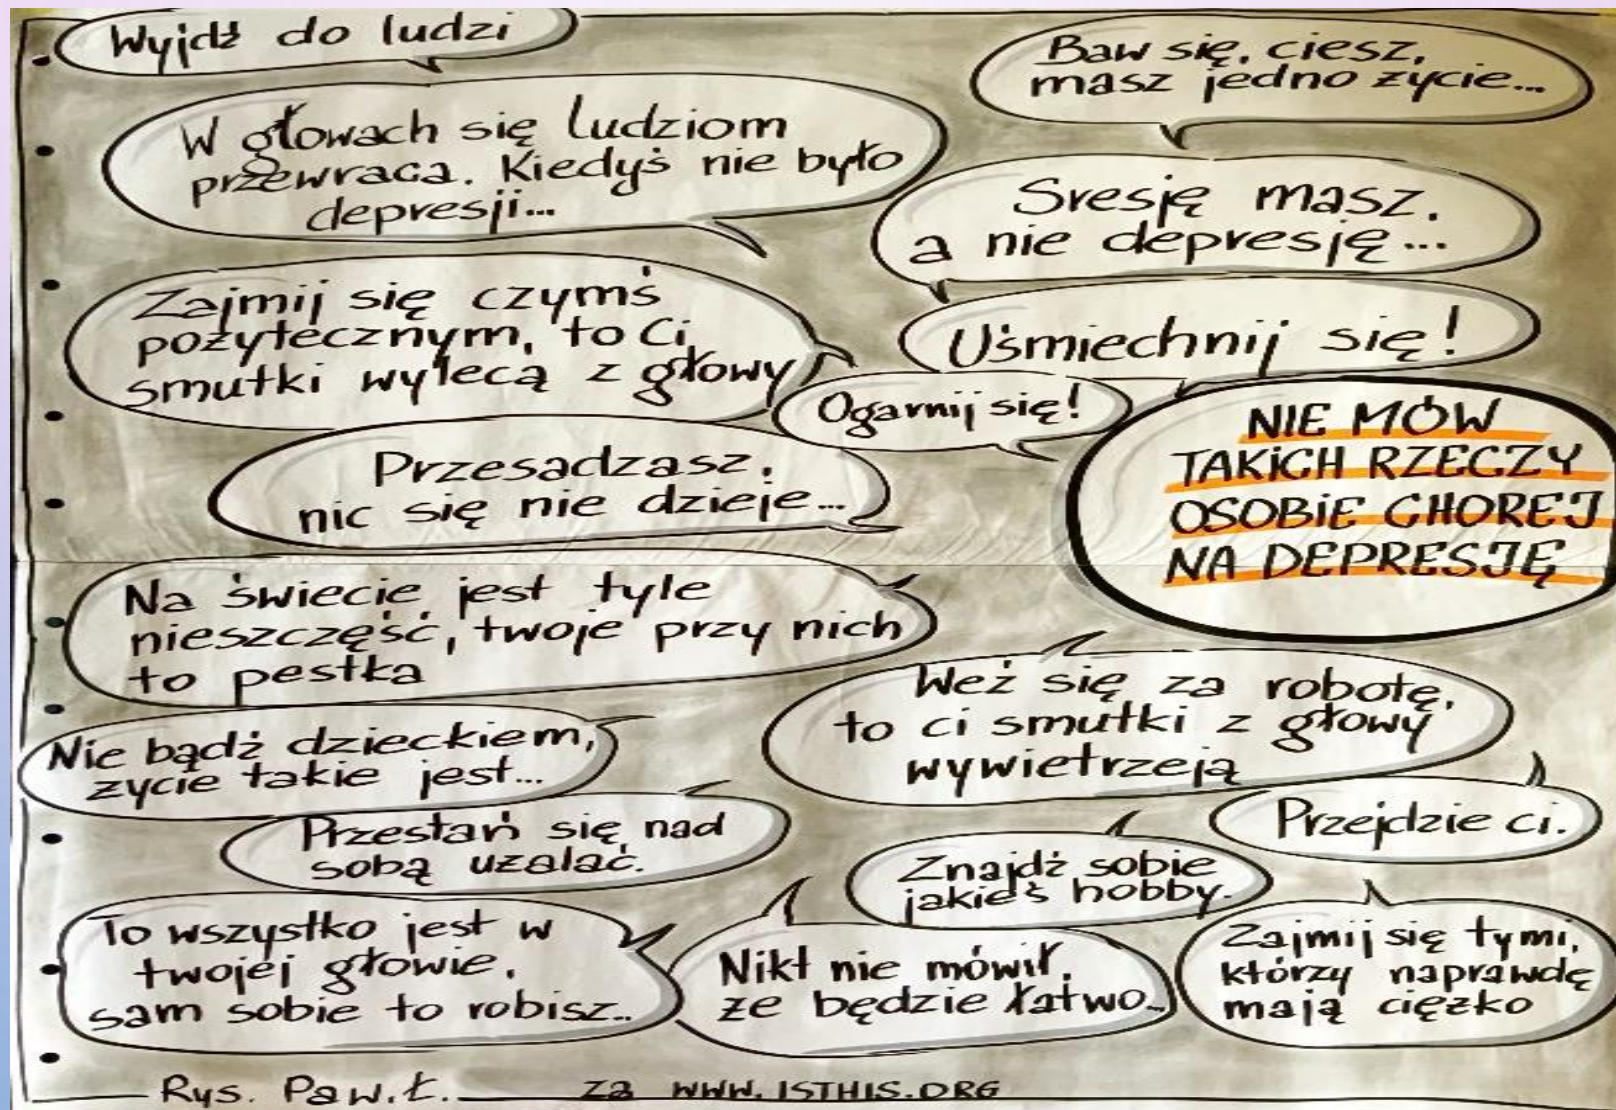 Wyjdź do ludzi
Baw się, ciesz,
masz jedno życie...
W głowach się ludziom
przewraca. Kiedyś nie było
depresji...
Sresję masz,
a nie depresję...
Zajmij się czymś
pożytecznym, to Ci
smutki wylecą z głowy
Uśmiechnij się!
Ogarnij się!
NIE MÓW
TAKICH RZECZY
OSOBIE CHOREJ
NA DEPRESJĘ
Przesadzasz,
nic się nie dzieje...
Na świecie jest tyle
nieszczęść, twoje przy nich
to pestka
Weź się za robotę,
to ci smutki z głowy
wywietrzeją
Nie bądź dzieckiem,
życie takie jest...
Przejdzie ci.
Przestań się nad
sobą użalać.
Znajdź sobie
jakieś hobby.
To wszystko jest w
twojej głowie,
sam sobie to robisz..
Nikt nie mówił,
że będzie łatwo..
Zajmij się tymi,
którzy naprawdę
mają ciężko
Rys. Paw.Ł. za WWW.ISTHIS.ORG